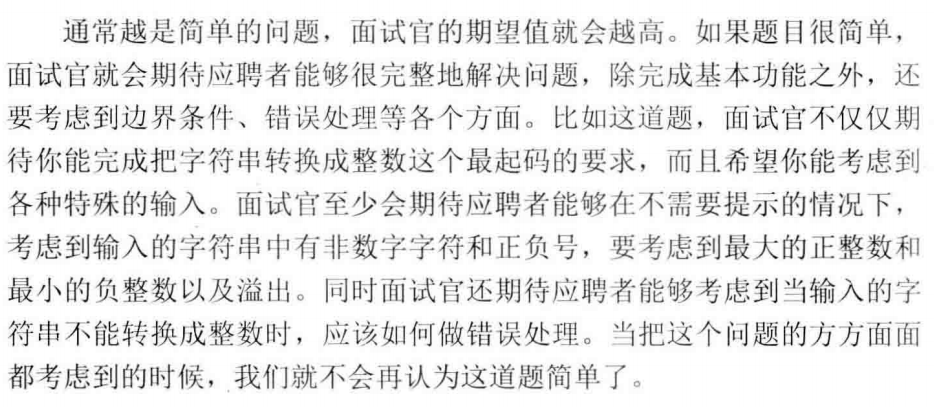 通常越是简单的问题，面试官的期望值就会越高。如果题目很简单，
面试官就会期待应聘者能够很完整地解决问题，除完成基本功能之外，还
要考虑到边界条件、错误处理等各个方面。比如这道题，面试官不仅仅期
待你能完成把字符串转换成整数这个最起码的要求，而且希望你能考虑到
各种特殊的输入。面试官至少会期待应聘者能够在不需要提示的情况下，
考虑到输入的字符串中有非数字字符和正负号，要考虑到最大的正整数和
最小的负整数以及溢出。同时面试官还期待应聘者能够考虑到当输入的字
符串不能转换成整数时，应该如何做错误处理。当把这个问题的方方面面
都考虑到的时候，我们就不会再认为这道题简单了。